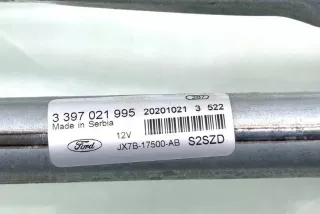 3 397 021 995 20201021 3 522
Made in Serbia
12V
Ford JX7B-17500-AB S2SZD